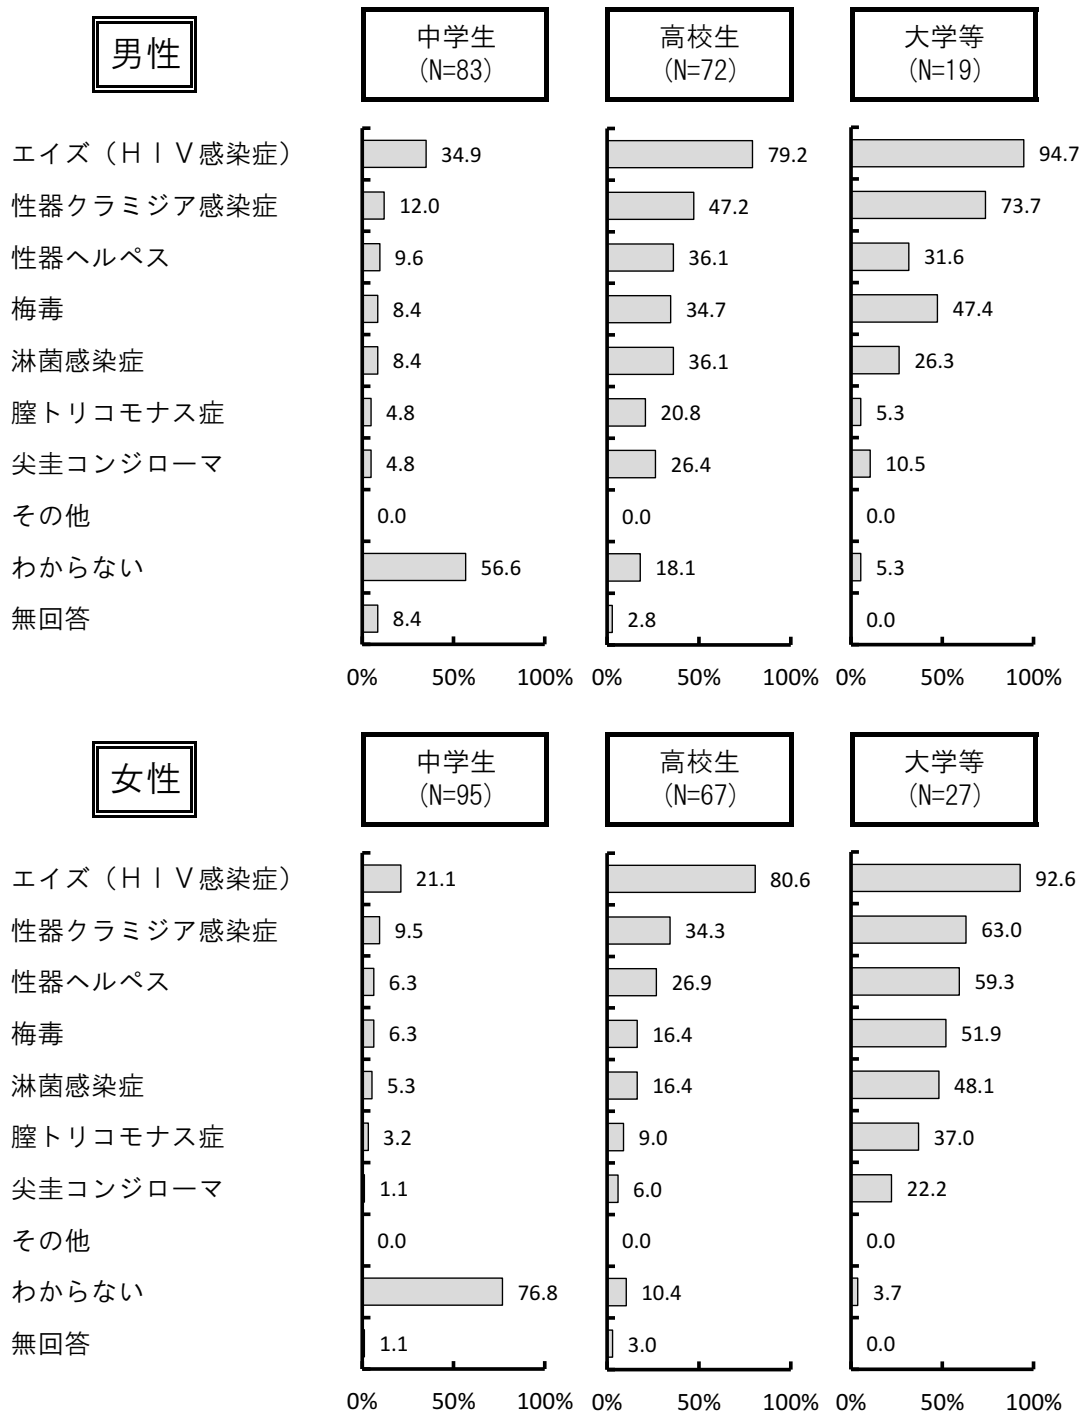 男性
中学生
(N=83)
高校生
(N=72)
大学等
(N=19)
エイズ（ＨＩＶ感染症） 34.9 79.2 94.7
性器クラミジア感染症 12.0 47.2 73.7
性器ヘルペス 9.6 36.1 31.6
梅毒 8.4 34.7 47.4
淋菌感染症 8.4 36.1 26.3
膣トリコモナス症 4.8 20.8 5.3
尖圭コンジローマ 4.8 26.4 10.5
その他 0.0 0.0 0.0
わからない 56.6 18.1 5.3
無回答 8.4 2.8 0.0
0% 50% 100% 0% 50% 100% 0% 50% 100%
女性
中学生
(N=95)
高校生
(N=67)
大学等
(N=27)
エイズ（ＨＩＶ感染症） 21.1 80.6 92.6
性器クラミジア感染症 9.5 34.3 63.0
性器ヘルペス 6.3 26.9 59.3
梅毒 6.3 16.4 51.9
淋菌感染症 5.3 16.4 48.1
膣トリコモナス症 3.2 9.0 37.0
尖圭コンジローマ 1.1 6.0 22.2
その他 0.0 0.0 0.0
わからない 76.8 10.4 3.7
無回答 1.1 3.0 0.0
0% 50% 100% 0% 50% 100% 0% 50% 100%